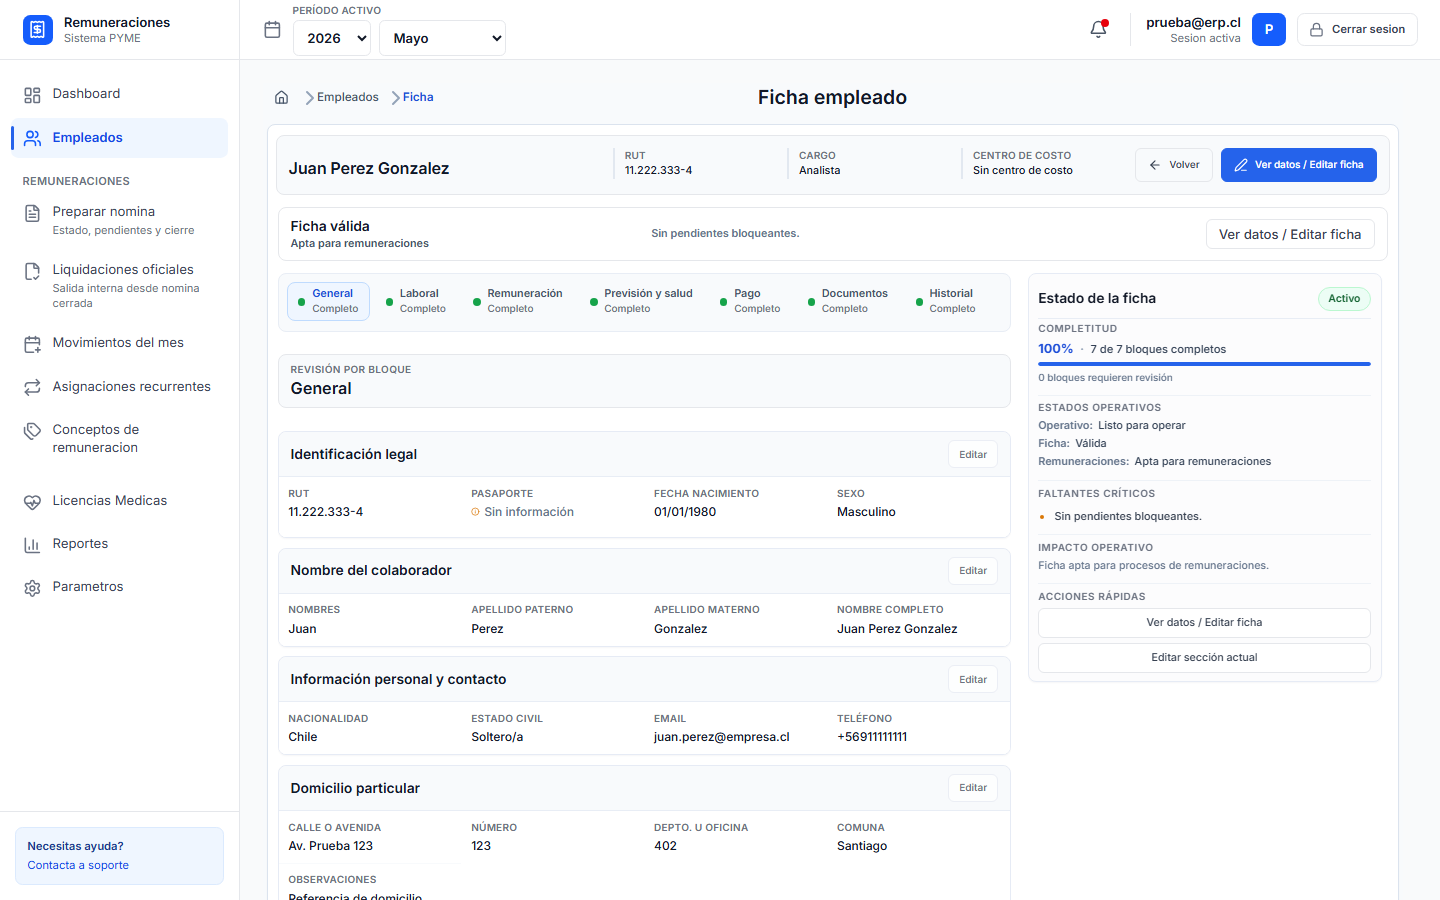 Remuneraciones
Sistema PYME
PERÍODO ACTIVO
2026
Mayo
prueba@erp.cl
Sesion activa
P
Cerrar sesion
Dashboard
Empleados
REMUNERACIONES
Preparar nomina
Estado, pendientes y cierre
Liquidaciones oficiales
Salida interna desde nomina
cerrada
Movimientos del mes
Asignaciones recurrentes
Conceptos de
remuneracion
Licencias Medicas
Reportes
Parametros
Necesitas ayuda?
Contacta a soporte
Empleados
Ficha
Ficha empleado
Juan Perez Gonzalez
RUT
11.222.333-4
CARGO
Analista
CENTRO DE COSTO
Sin centro de costo
Volver
Ver datos / Editar ficha
Ficha válida
Apta para remuneraciones
Sin pendientes bloqueantes.
Ver datos / Editar ficha
General
Completo
Laboral
Completo
Remuneración
Completo
Previsión y salud
Completo
Pago
Completo
Documentos
Completo
Historial
Completo
REVISIÓN POR BLOQUE
General
Identificación legal
Editar
RUT
11.222.333-4
PASAPORTE
Sin información
FECHA NACIMIENTO
01/01/1980
SEXO
Masculino
Nombre del colaborador
Editar
NOMBRES
Juan
APELLIDO PATERNO
Perez
APELLIDO MATERNO
Gonzalez
NOMBRE COMPLETO
Juan Perez Gonzalez
Información personal y contacto
Editar
NACIONALIDAD
Chile
ESTADO CIVIL
Soltero/a
EMAIL
juan.perez@empresa.cl
TELÉFONO
+56911111111
Domicilio particular
Editar
CALLE O AVENIDA
Av. Prueba 123
NÚMERO
123
DEPTO. U OFICINA
402
COMUNA
Santiago
OBSERVACIONES
Referencia de domicilio
Estado de la ficha
Activo
COMPLETITUD
100% · 7 de 7 bloques completos
0 bloques requieren revisión
ESTADOS OPERATIVOS
Operativo: Listo para operar
Ficha: Válida
Remuneraciones: Apta para remuneraciones
FALTANTES CRÍTICOS
Sin pendientes bloqueantes.
IMPACTO OPERATIVO
Ficha apta para procesos de remuneraciones.
ACCIONES RÁPIDAS
Ver datos / Editar ficha
Editar sección actual